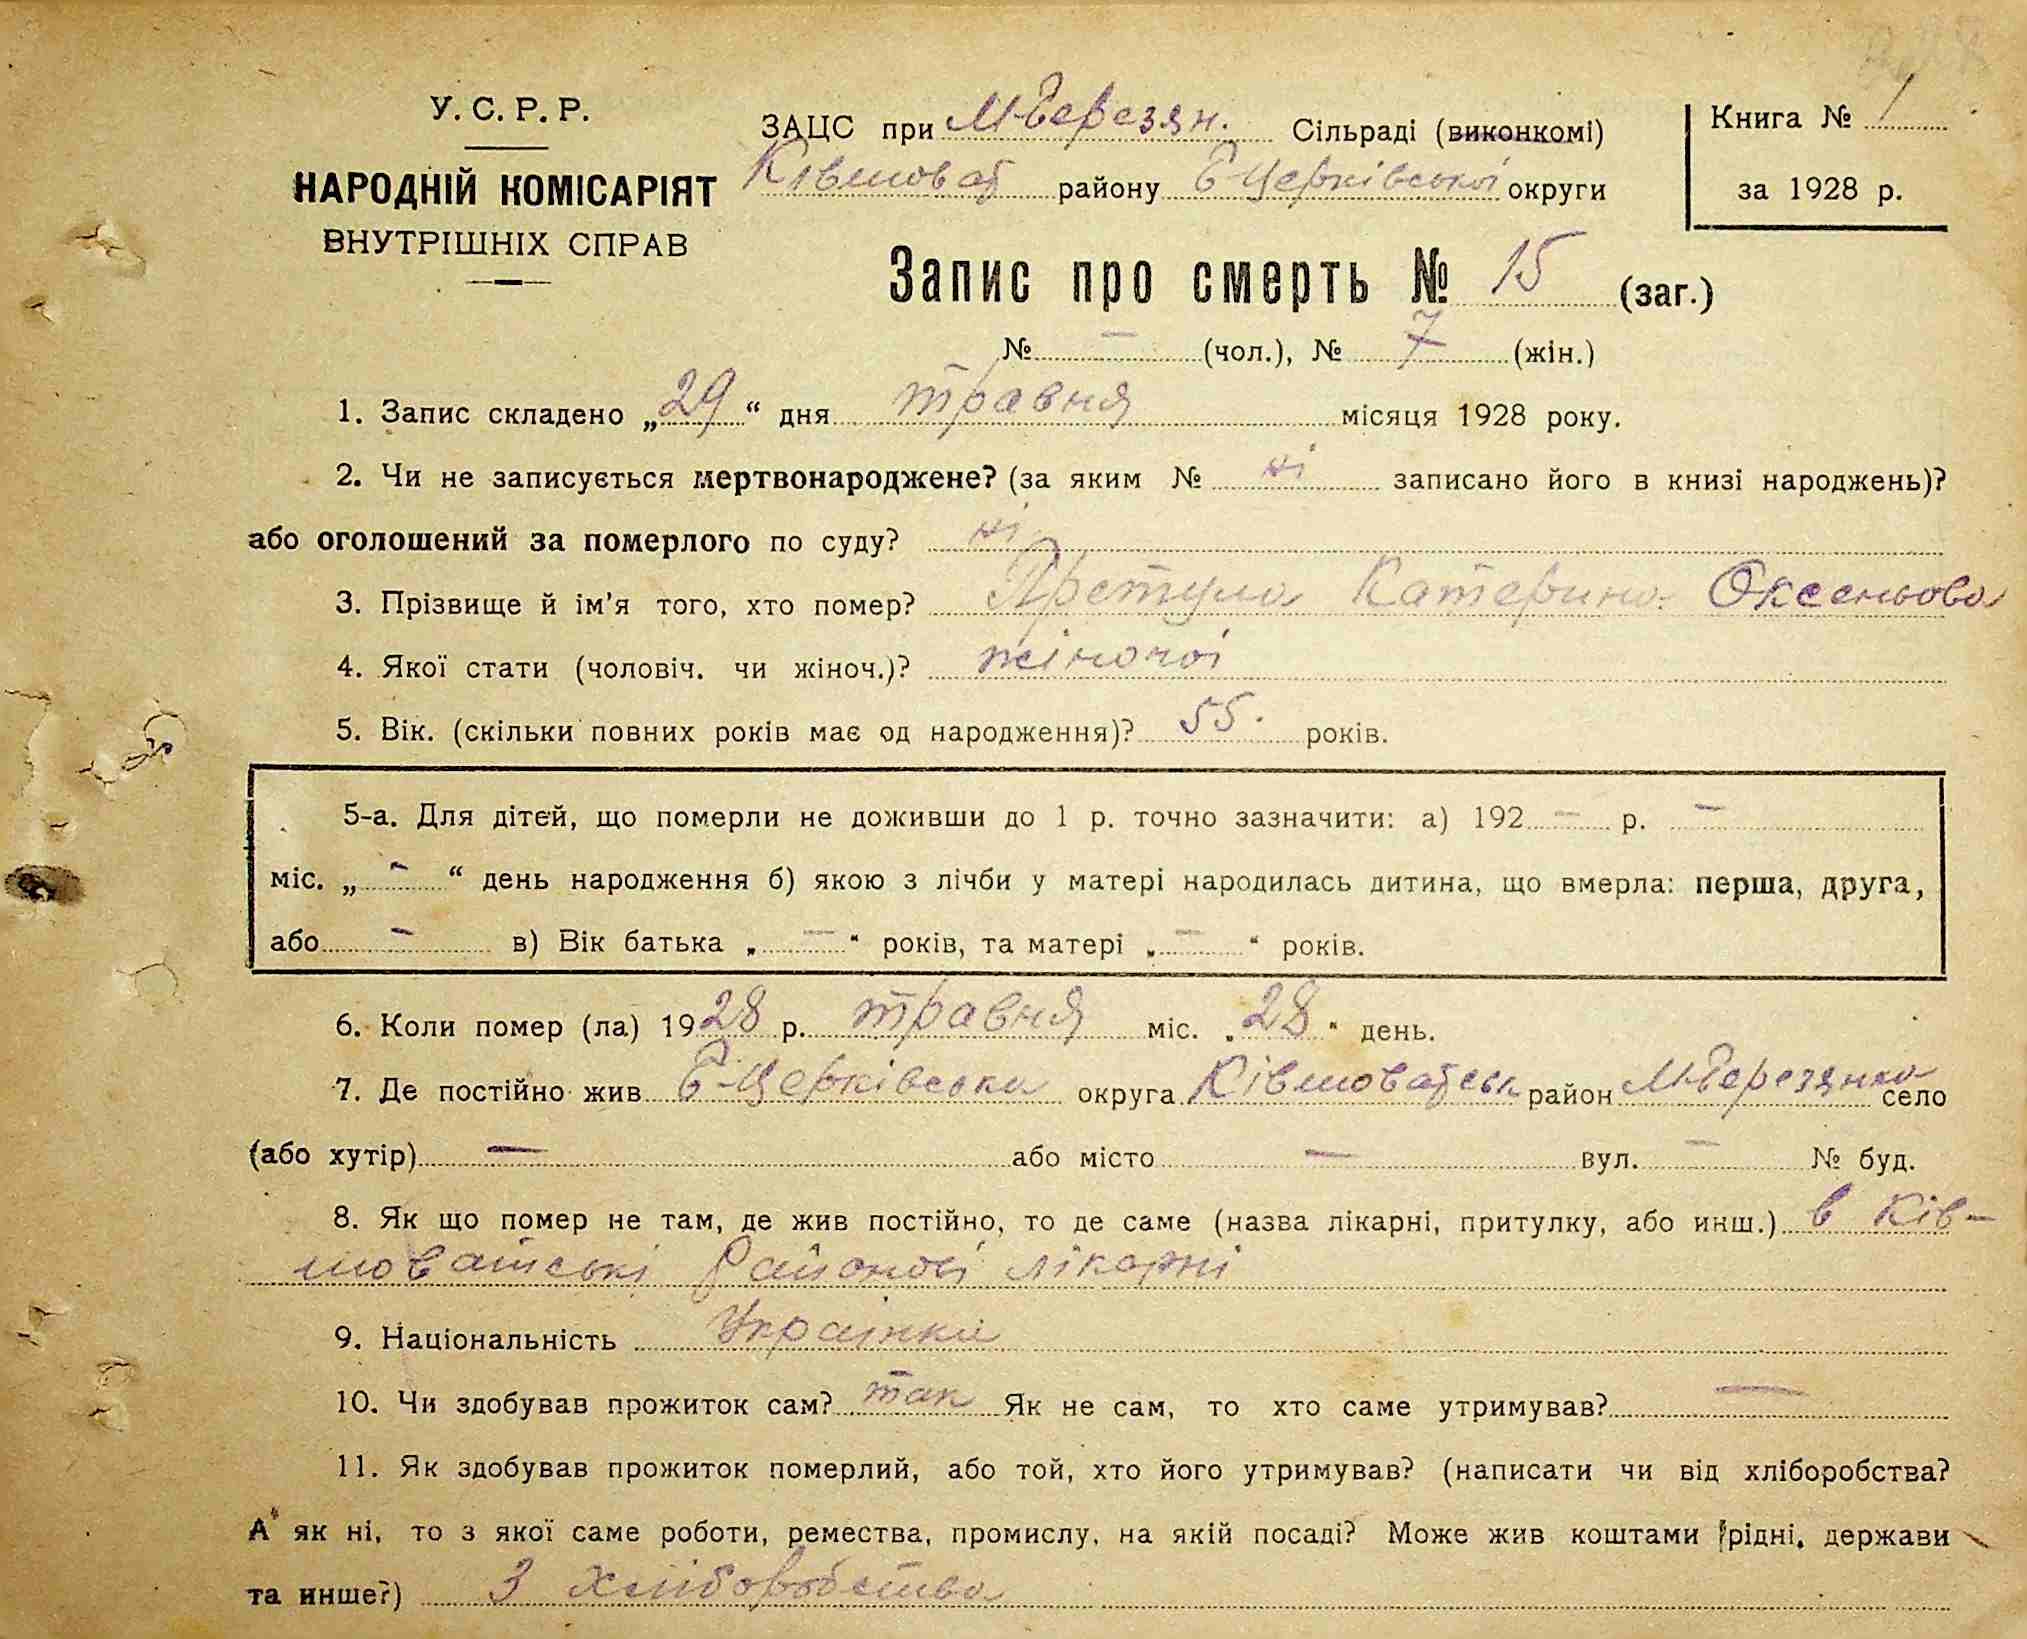 У. С. Р. Р.
НАРОДНІЙ КОМІСАРІЯТ
ВНУТРІШНІХ СПРАВ
ЗАЦС при М-Березян. Сільраді (виконкомі)
Ківшоват району Б-Церківської округи
Книга № 1
за 1928 р.
Запис про смерть № 15 (заг.)
№ — (чол.), № 7 (жін.)
1. Запис складено „29“ дня травня місяця 1928 року.
2. Чи не записується мертвонароджене? (за яким № ні записано його в книзі народжень)?
або оголошений за померлого по суду? ні
3. Прізвище й ім'я того, хто помер? Катерина Оксеньова
4. Якої стати (чоловіч. чи жіноч.)? жіночої
5. Вік. (скільки повних років має од народження)? 55. років.
5-а. Для дітей, що померли не доживши до 1 р. точно зазначити: а) 192 — р. —
міс. „ - “ день народження б) якою з лічби у матері народилась дитина, що вмерла: перша, друга,
або - в) Вік батька „ — “ років, та матері „ — “ років.
6. Коли помер (ла) 1928 р. травня міс. „28“ день.
7. Де постійно жив Б-Церківська округа Ківшоватськ район М-Березянка село
(або хутір) — або місто — вул. — № буд.
8. Як що помер не там, де жив постійно, то де саме (назва лікарні, притулку, або инш.) в Ків-
шоватські Районові лікарні
9. Національність Українка
10. Чи здобував прожиток сам? так Як не сам, то хто саме утримував? —
11. Як здобував прожиток померлий, або той, хто його утримував? (написати чи від хліборобства?
А як ні, то з якої саме роботи, ремества, промислу, на якій посаді? Може жив коштами рідні, держави
та инше?) З хліборобства